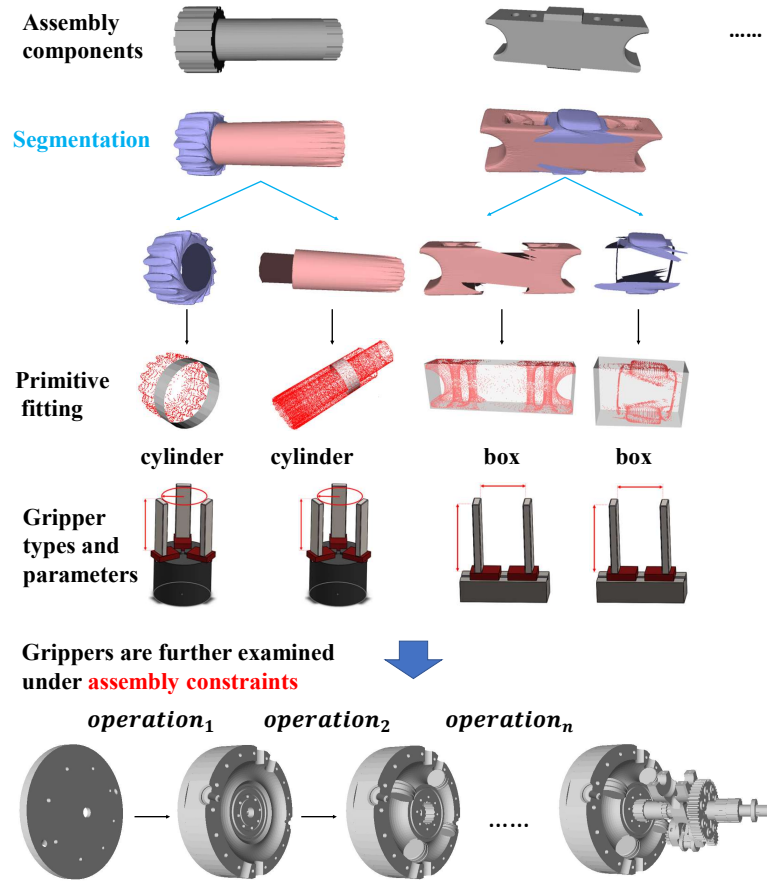 Assembly
components
……
Segmentation
Primitive
fitting
cylinder cylinder box box
Gripper
types and
parameters
Grippers are further examined
under assembly constraints
operation₁ operation₂ operationₙ
……